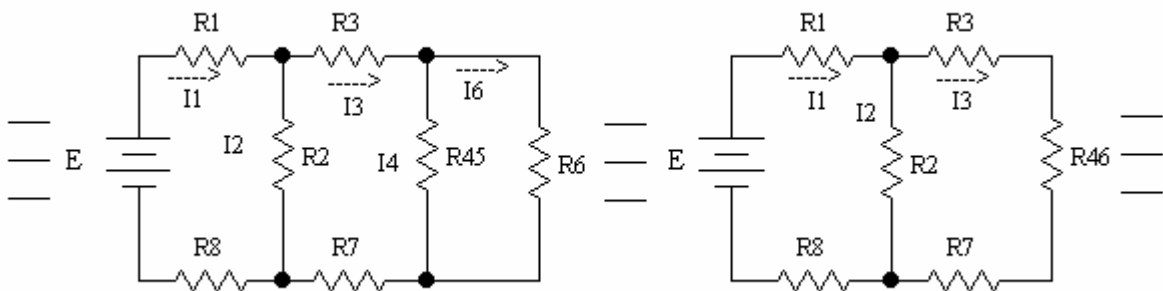 R1 R3 R1 R3
I1 I3 I6 I1 I3
E I2 R2 I4 R45 R6 E I2 R2 R46
R8 R7 R8 R7